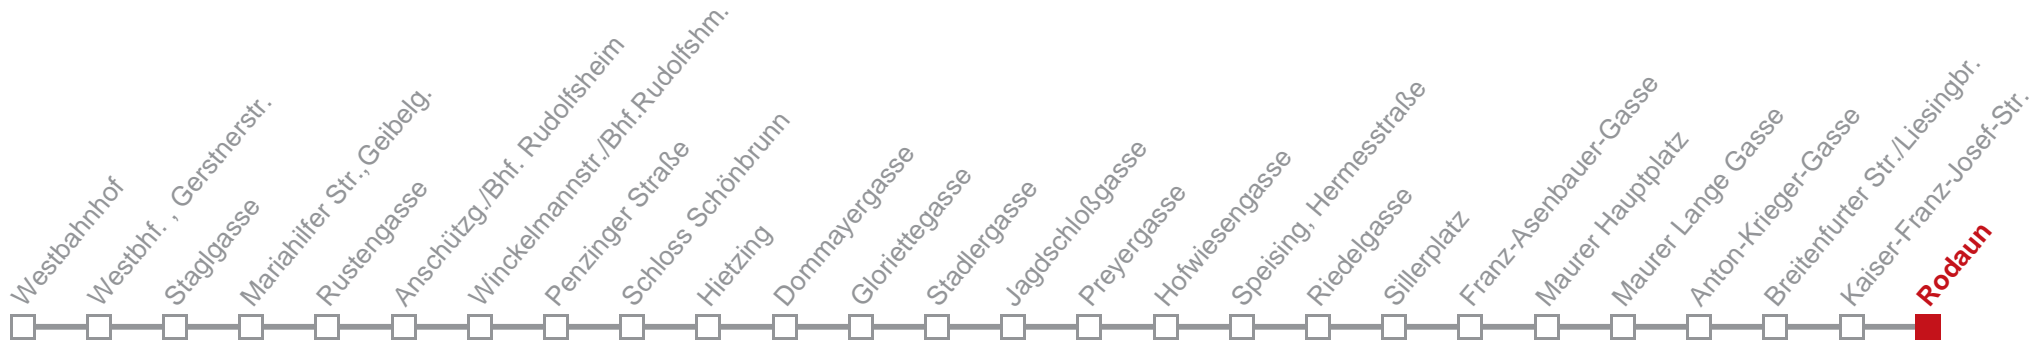 Westbahnhof
Westbhf. , Gerstnerstr.
Staglgasse
Mariahilfer Str.,Geibelg.
Rustengasse
Anschützg./Bhf. Rudolfsheim
Winckelmannstr./Bhf.Rudolfshm.
Penzinger Straße
Schloss Schönbrunn
Hietzing
Dommayergasse
Gloriettegasse
Stadlergasse
Jagdschloßgasse
Preyergasse
Hofwiesengasse
Speising, Hermesstraße
Riedelgasse
Sillerplatz
Franz-Asenbauer-Gasse
Maurer Hauptplatz
Maurer Lange Gasse
Anton-Krieger-Gasse
Breitenfurter Str./Liesingbr.
Kaiser-Franz-Josef-Str.
Rodaun